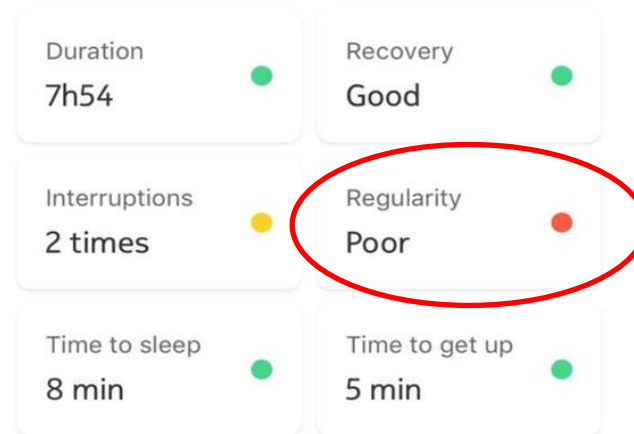 Duration
7h54
Recovery
Good
Interruptions
2 times
Regularity
Poor
Time to sleep
8 min
Time to get up
5 min